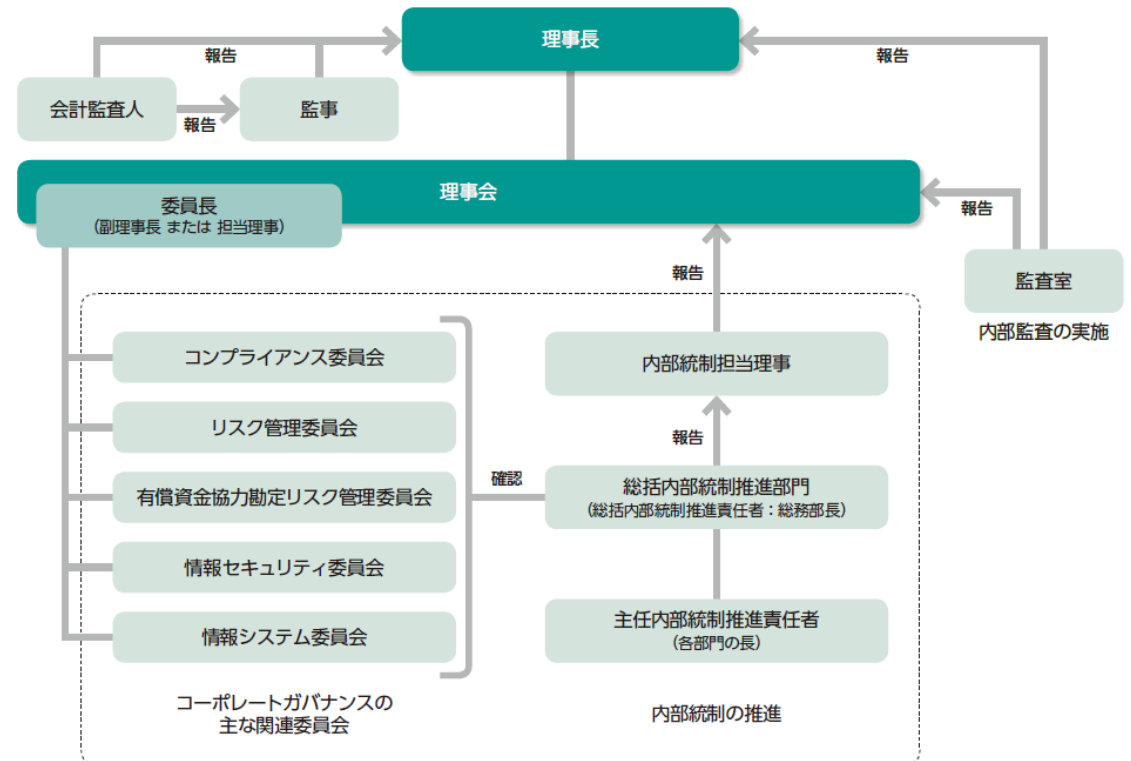 理事長
報告
報告
会計監査人
報告
監事
理事会
委員長
(副理事長 または 担当理事)
報告
報告
監査室
内部監査の実施
コンプライアンス委員会
リスク管理委員会
有償資金協力勘定リスク管理委員会
情報セキュリティ委員会
情報システム委員会
コーポレートガバナンスの
主な関連委員会
確認
内部統制担当理事
報告
総括内部統制推進部門
(総括内部統制推進責任者:総務部長)
主任内部統制推進責任者
(各部門の長)
内部統制の推進